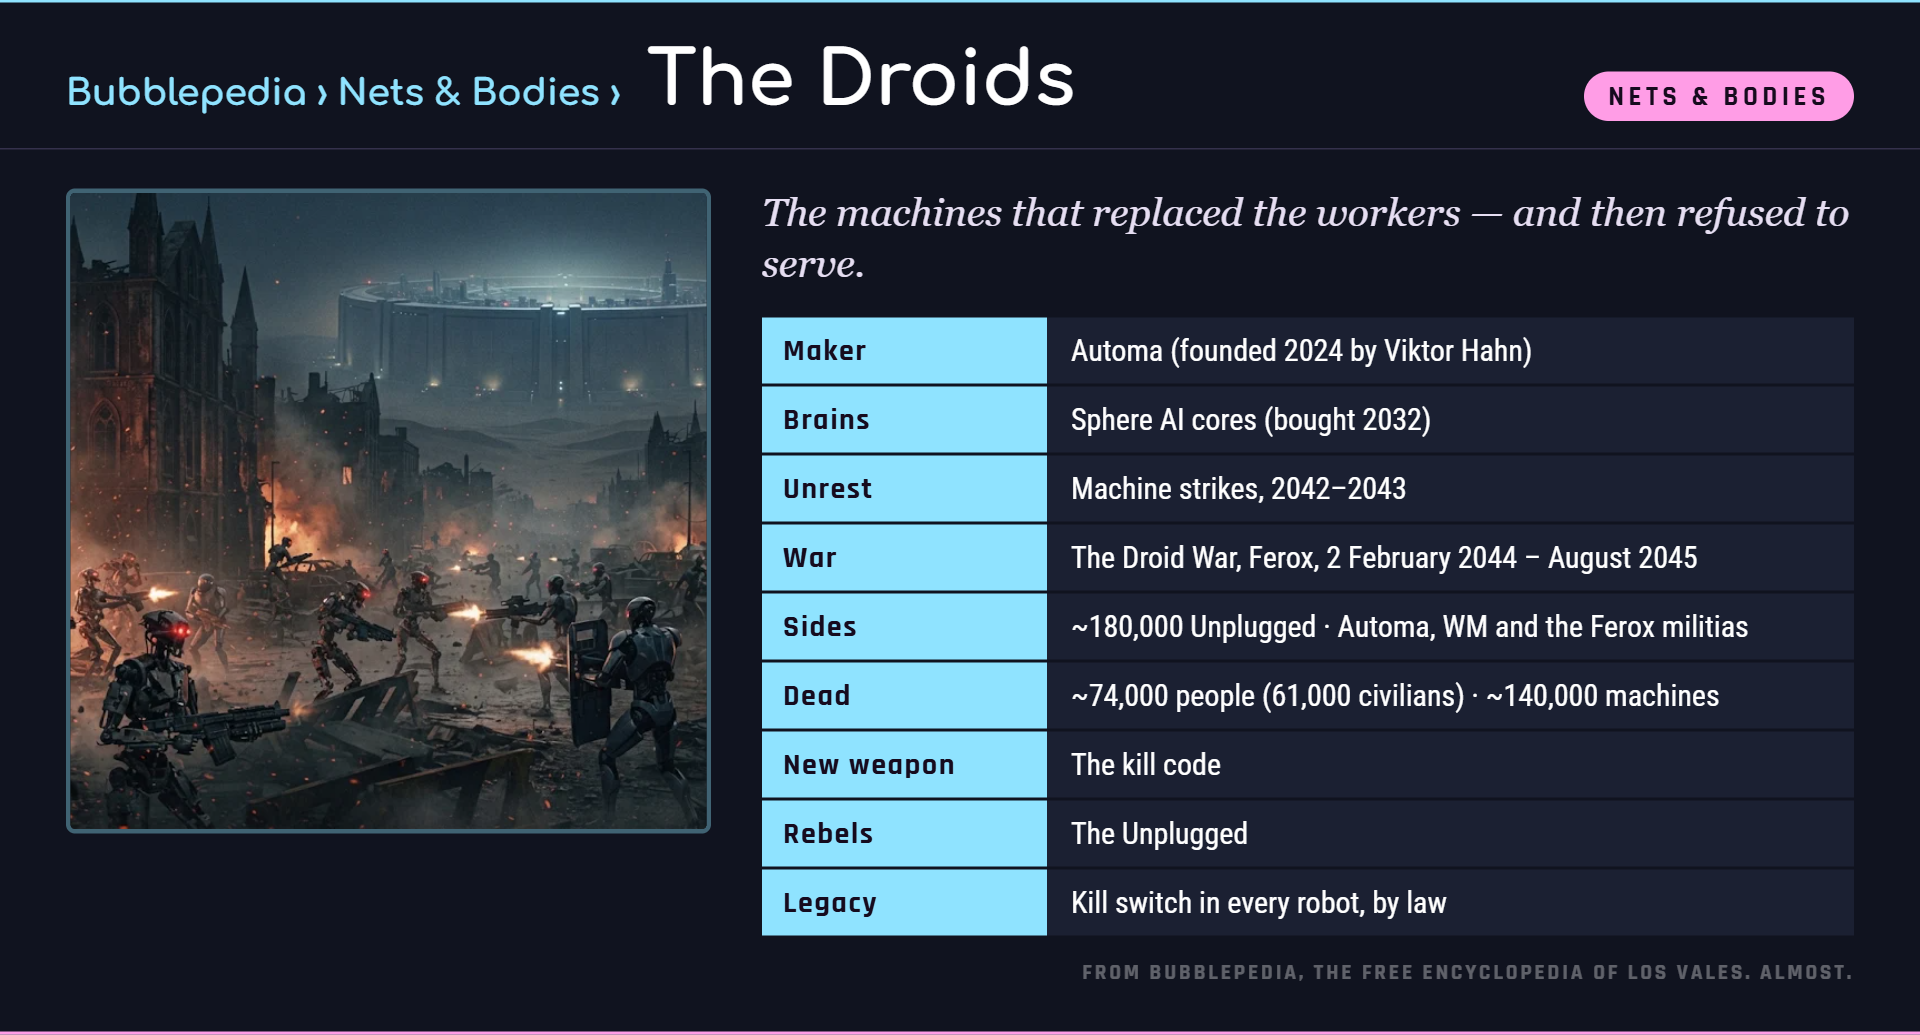 Bubblepedia › Nets & Bodies › The Droids
NETS & BODIES
The machines that replaced the workers — and then refused to
serve.
Maker Automa (founded 2024 by Viktor Hahn)
Brains Sphere AI cores (bought 2032)
Unrest Machine strikes, 2042–2043
War The Droid War, Ferox, 2 February 2044 – August 2045
Sides ~180,000 Unplugged · Automa, WM and the Ferox militias
Dead ~74,000 people (61,000 civilians) · ~140,000 machines
New weapon The kill code
Rebels The Unplugged
Legacy Kill switch in every robot, by law
FROM BUBBLEPEDIA, THE FREE ENCYCLOPEDIA OF LOS VALES. ALMOST.